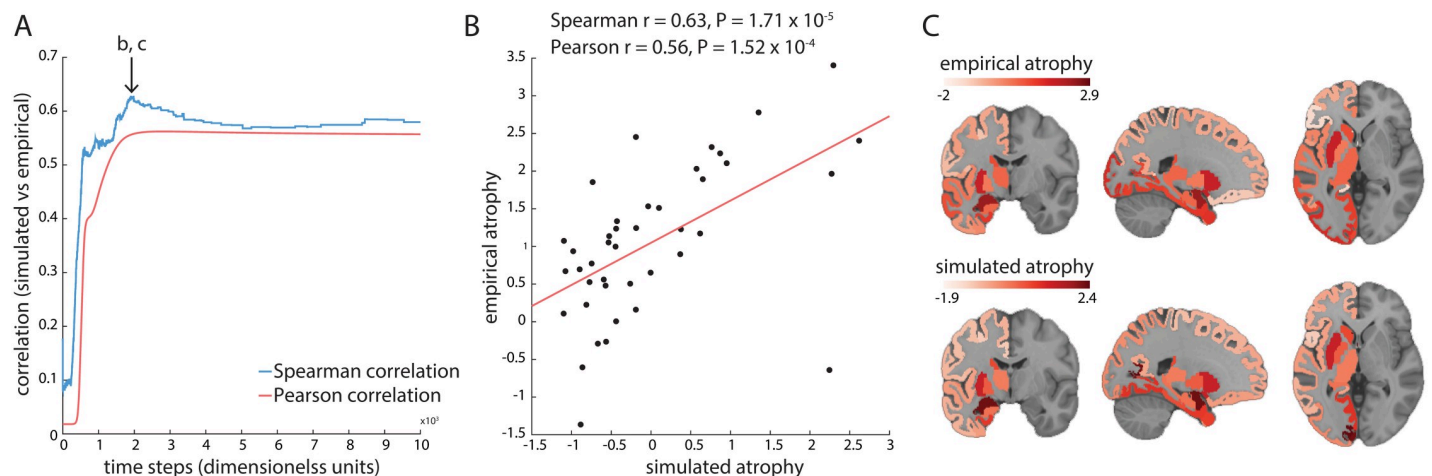 A
b, c
0.7
0.6
0.5
0.4
0.3
0.2
0.1
0
correlation (simulated vs empirical)
Spearman correlation
Pearson correlation
x10³
0 1 2 3 4 5 6 7 8 9 10
time steps (dimensionelss units)
B
Spearman r = 0.63, P = 1.71 x 10⁻⁵
Pearson r = 0.56, P = 1.52 x 10⁻⁴
3.5
3
2.5
2
1.5
1
0.5
0
-0.5
-1
-1.5
empirical atrophy
-1.5 -1 -0.5 0 0.5 1 1.5 2 2.5 3
simulated atrophy
C
empirical atrophy
-2 2.9
simulated atrophy
-1.9 2.4